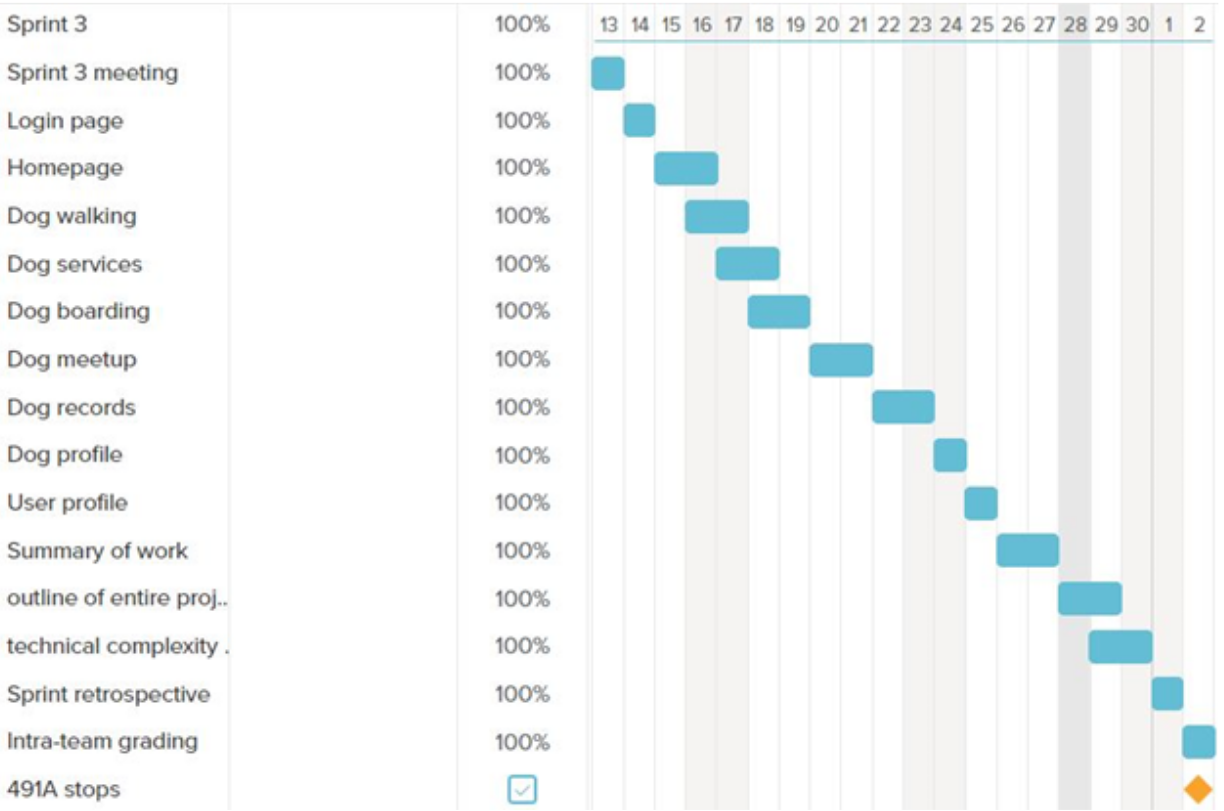 Sprint 3 100% 13 14 15 16 17 18 19 20 21 22 23 24 25 26 27 28 29 30 1 2
Sprint 3 meeting 100%
Login page 100%
Homepage 100%
Dog walking 100%
Dog services 100%
Dog boarding 100%
Dog meetup 100%
Dog records 100%
Dog profile 100%
User profile 100%
Summary of work 100%
outline of entire proj.. 100%
technical complexity . 100%
Sprint retrospective 100%
Intra-team grading 100%
491A stops